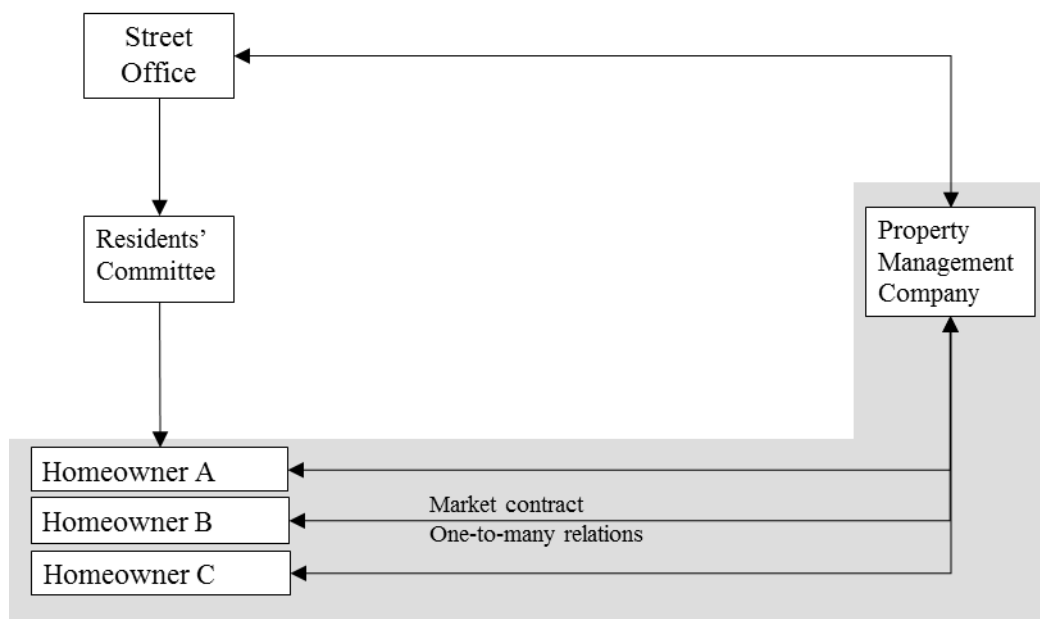 Street
Office
Residents’
Committee
Property
Management
Company
Homeowner A
Homeowner B
Homeowner C
Market contract
One-to-many relations